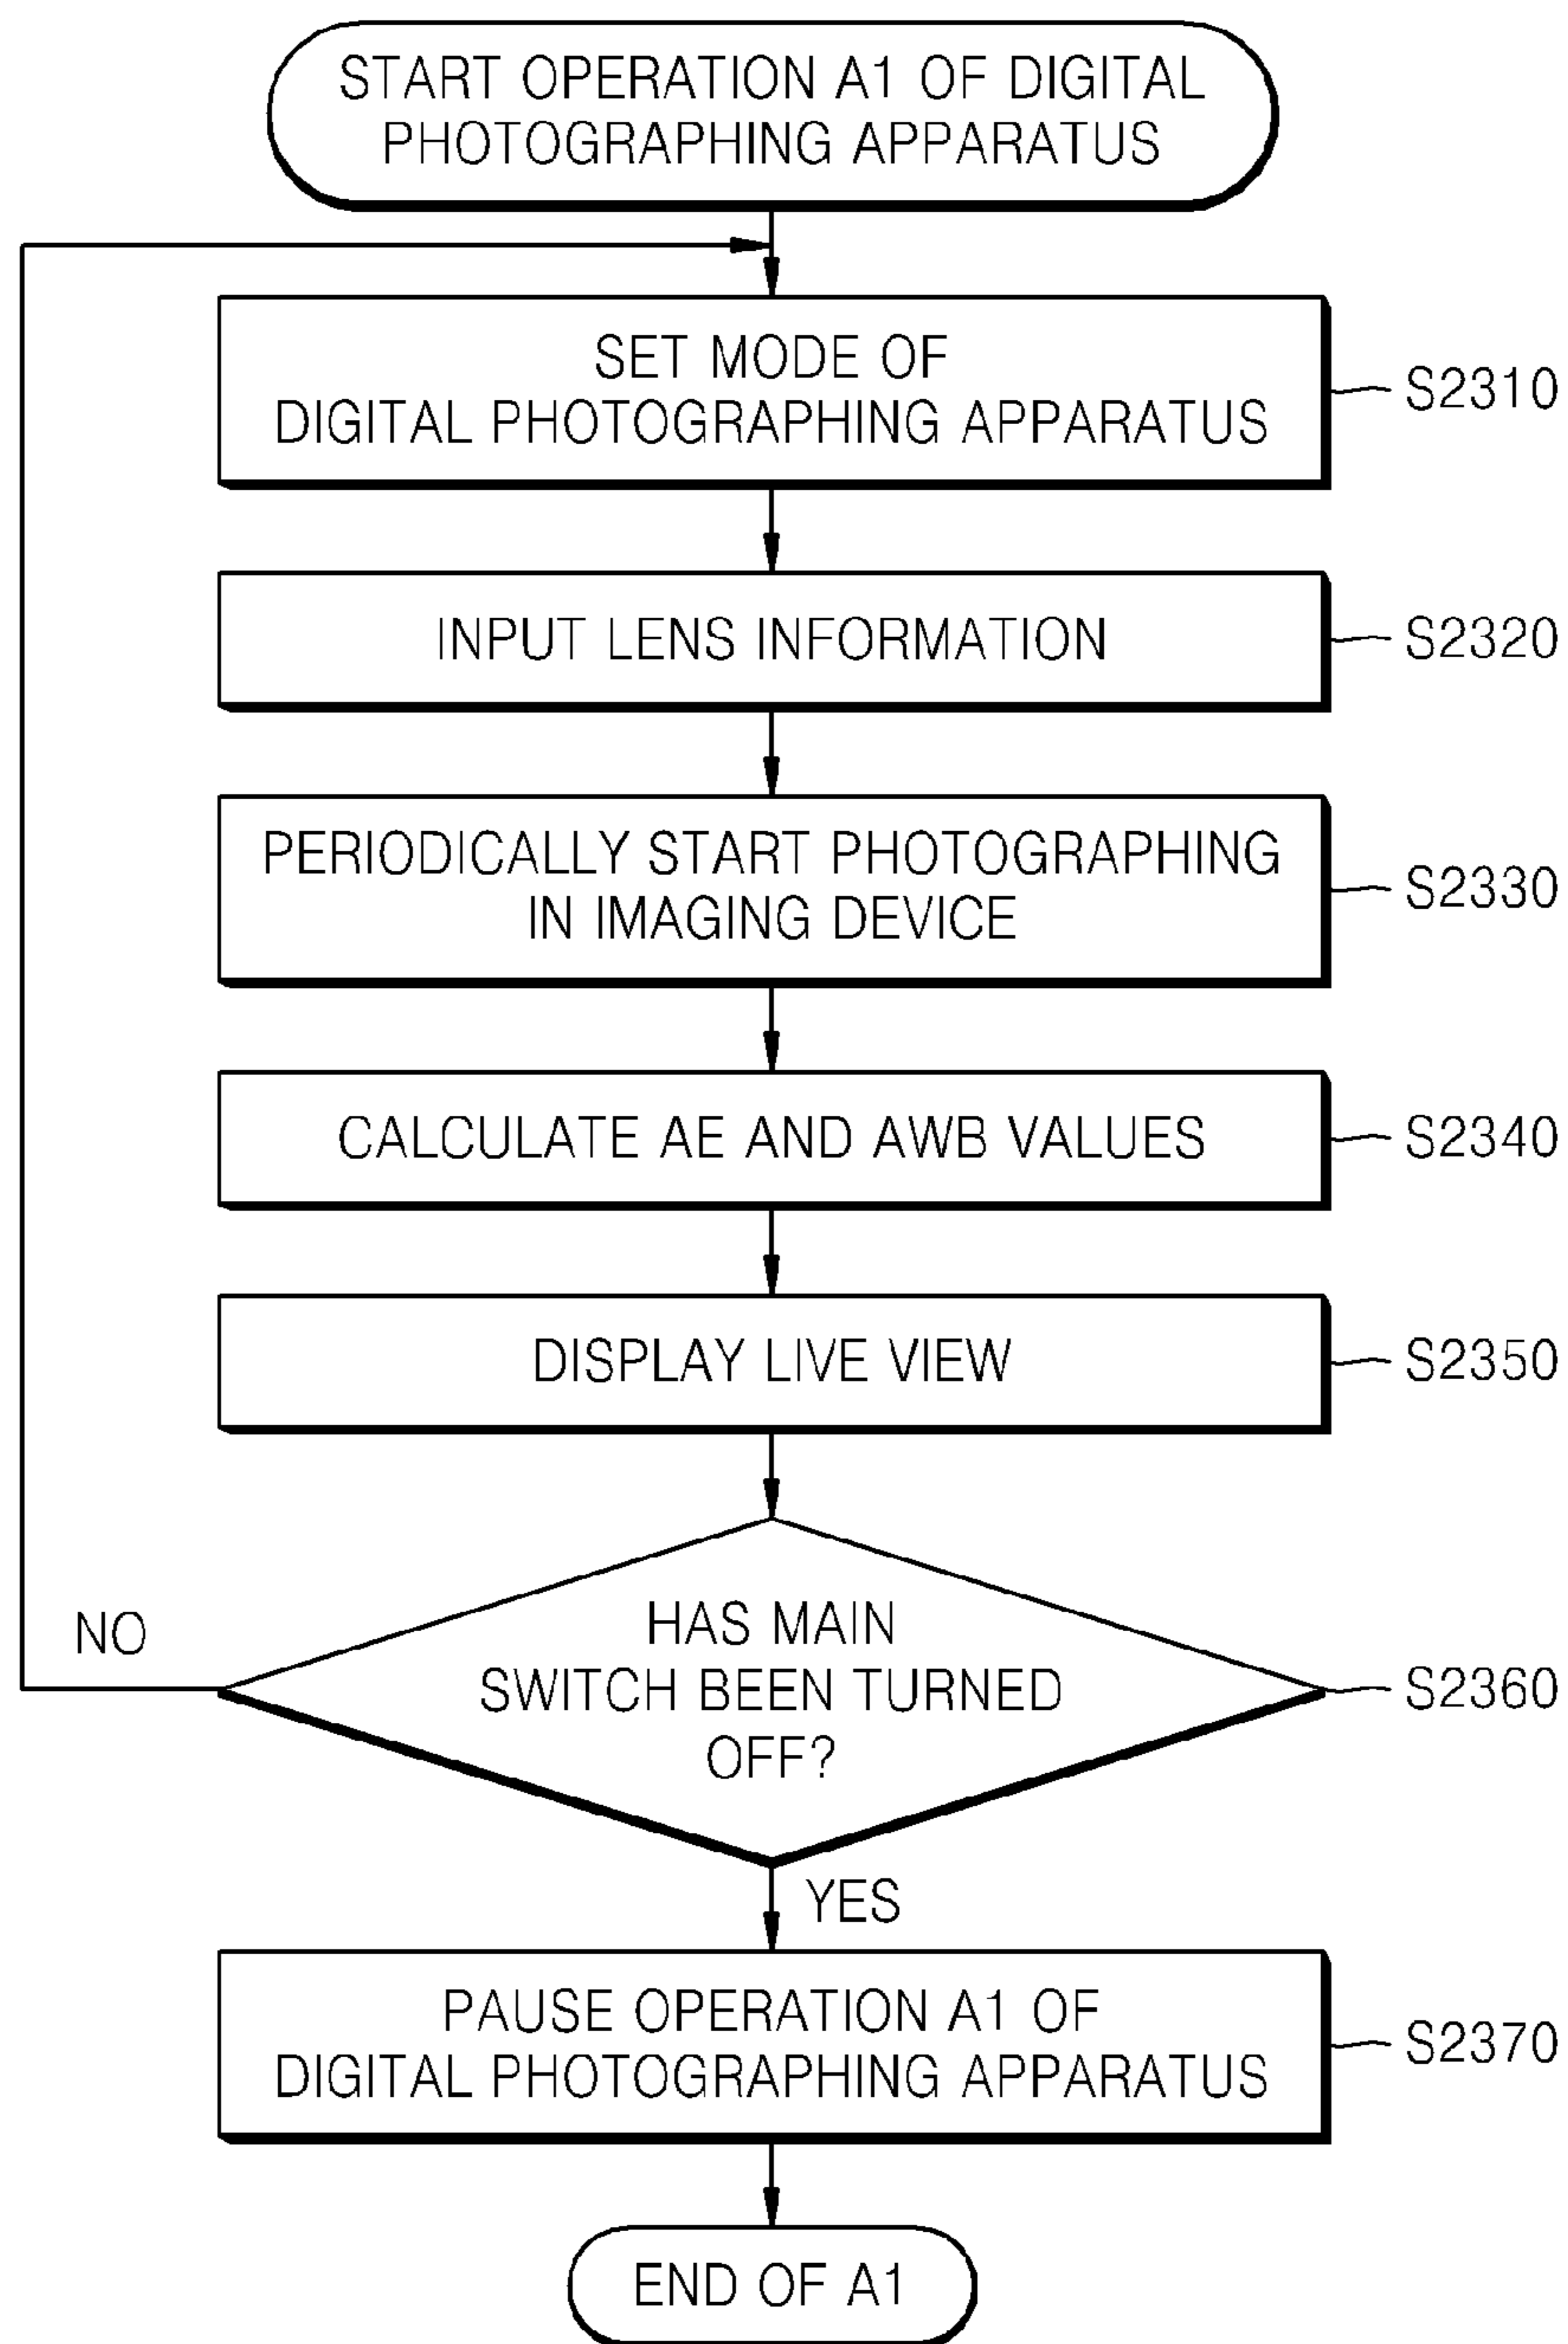 START OPERATION A1 OF DIGITAL
PHOTOGRAPHING APPARATUS
SET MODE OF
DIGITAL PHOTOGRAPHING APPARATUS
S2310
INPUT LENS INFORMATION
S2320
PERIODICALLY START PHOTOGRAPHING
IN IMAGING DEVICE
S2330
CALCULATE AE AND AWB VALUES
S2340
DISPLAY LIVE VIEW
S2350
NO
HAS MAIN
SWITCH BEEN TURNED
OFF?
S2360
YES
PAUSE OPERATION A1 OF
DIGITAL PHOTOGRAPHING APPARATUS
S2370
END OF A1